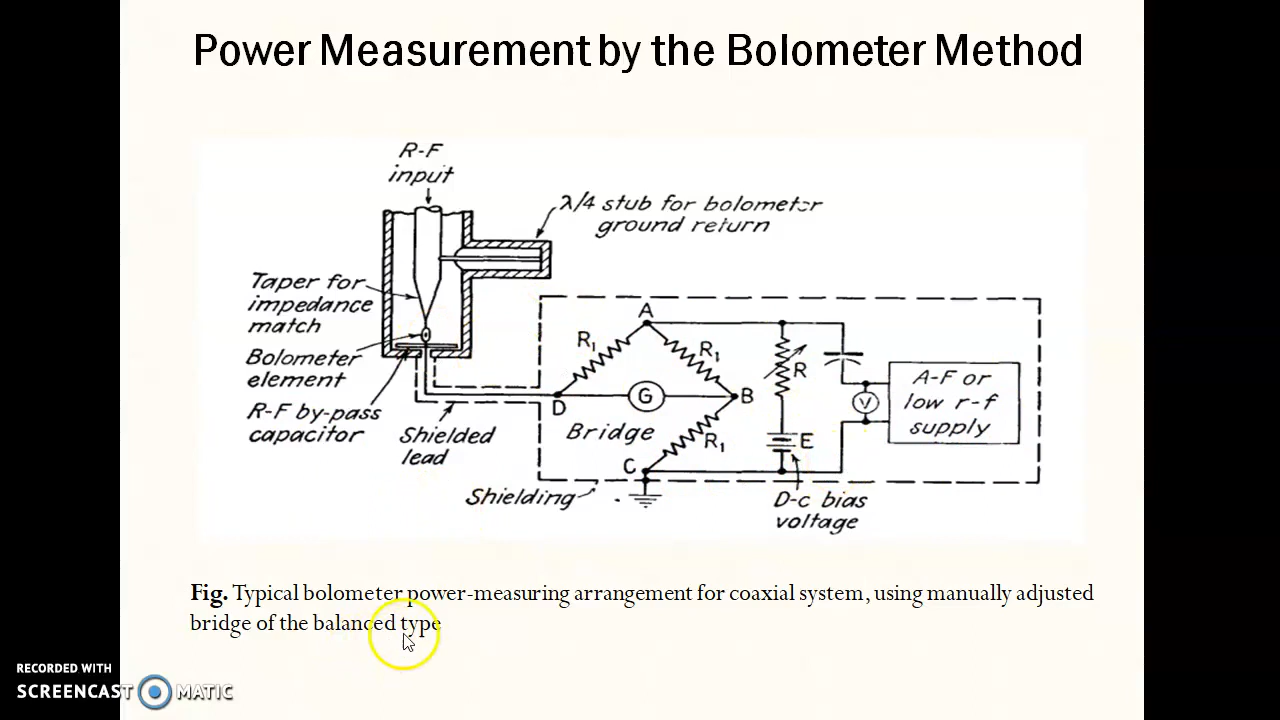 Power Measurement by the Bolometer Method
R-F
input
λ/4 stub for bolometer
ground return
Taper for
impedance
match
Bolometer
element
R-F by-pass
capacitor
Shielded
lead
A
R₁
R₁
G
D
B
Bridge
R₁
C
Shielding
R
E
D-c bias
voltage
V
A-F or
low r-f
supply
Fig. Typical bolometer power-measuring arrangement for coaxial system, using manually adjusted
bridge of the balanced type
RECORDED WITH
SCREENCAST MATIC